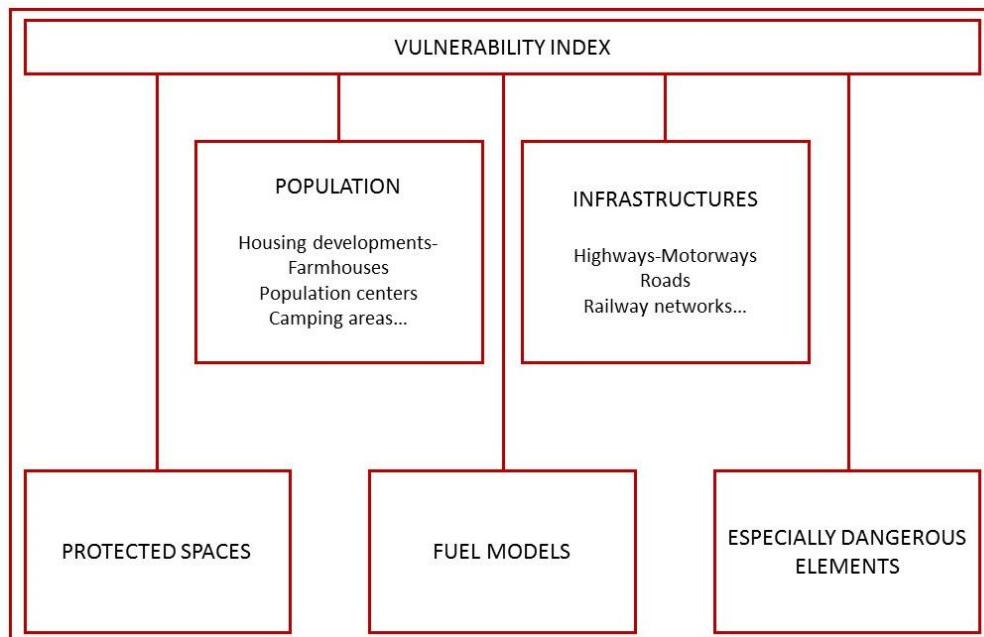 VULNERABILITY INDEX
POPULATION
Housing developments-
Farmhouses
Population centers
Camping areas...
INFRASTRUCTURES
Highways-Motorways
Roads
Railway networks...
PROTECTED SPACES
FUEL MODELS
ESPECIALLY DANGEROUS
ELEMENTS